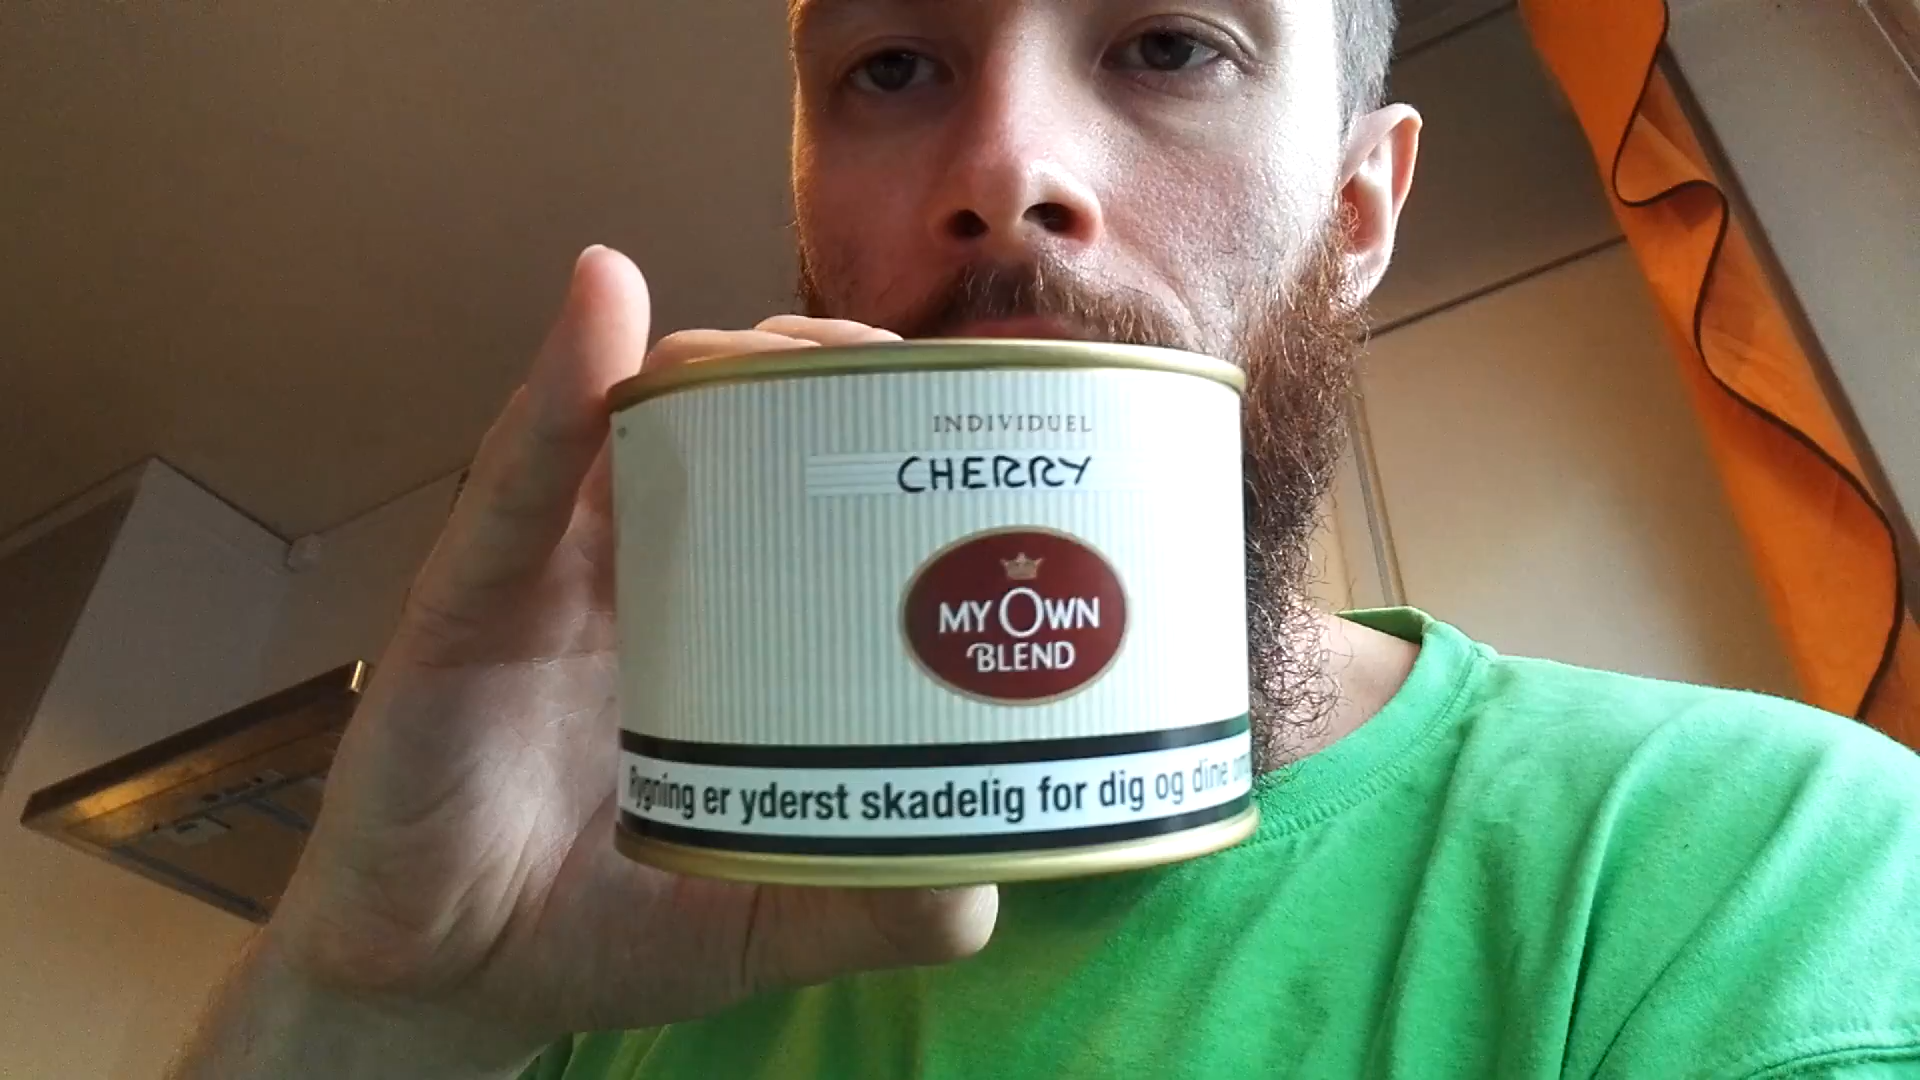 INDIVIDUEL
CHERRY
MY OWN
BLEND
Rygning er yderst skadelig for dig og dine